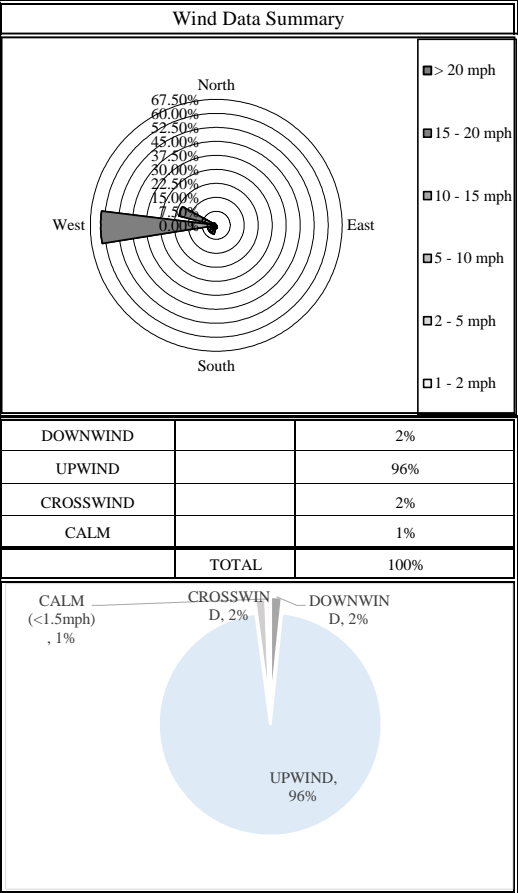 Wind Data Summary
North
67.50%
60.00%
52.50%
45.00%
37.50%
30.00%
22.50%
15.00%
7.50%
0.00%
West
East
South
> 20 mph
15 - 20 mph
10 - 15 mph
5 - 10 mph
2 - 5 mph
1 - 2 mph
DOWNWIND 2%
UPWIND 96%
CROSSWIND 2%
CALM 1%
TOTAL 100%
CALM
(<1.5mph)
, 1%
CROSSWIN
D, 2%
DOWNWIN
D, 2%
UPWIND,
96%